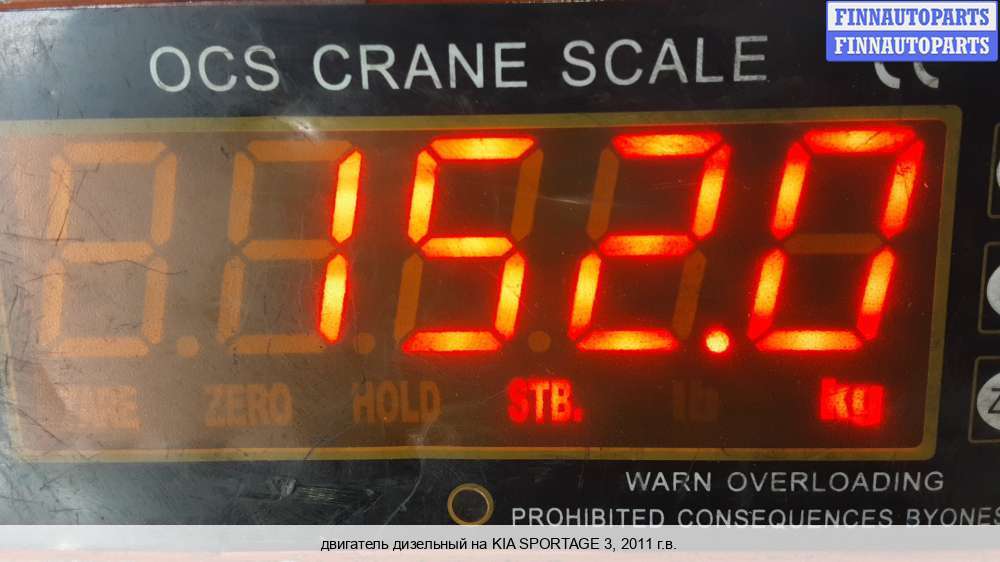 FINNAUTOPARTS
FINNAUTOPARTS
OCS CRANE SCALE
152.0
TARE ZERO HOLD STB. lb kg
WARN OVERLOADING
PROHIBITED CONSEQUENCES BYONES
двигатель дизельный на KIA SPORTAGE 3, 2011 г.в.